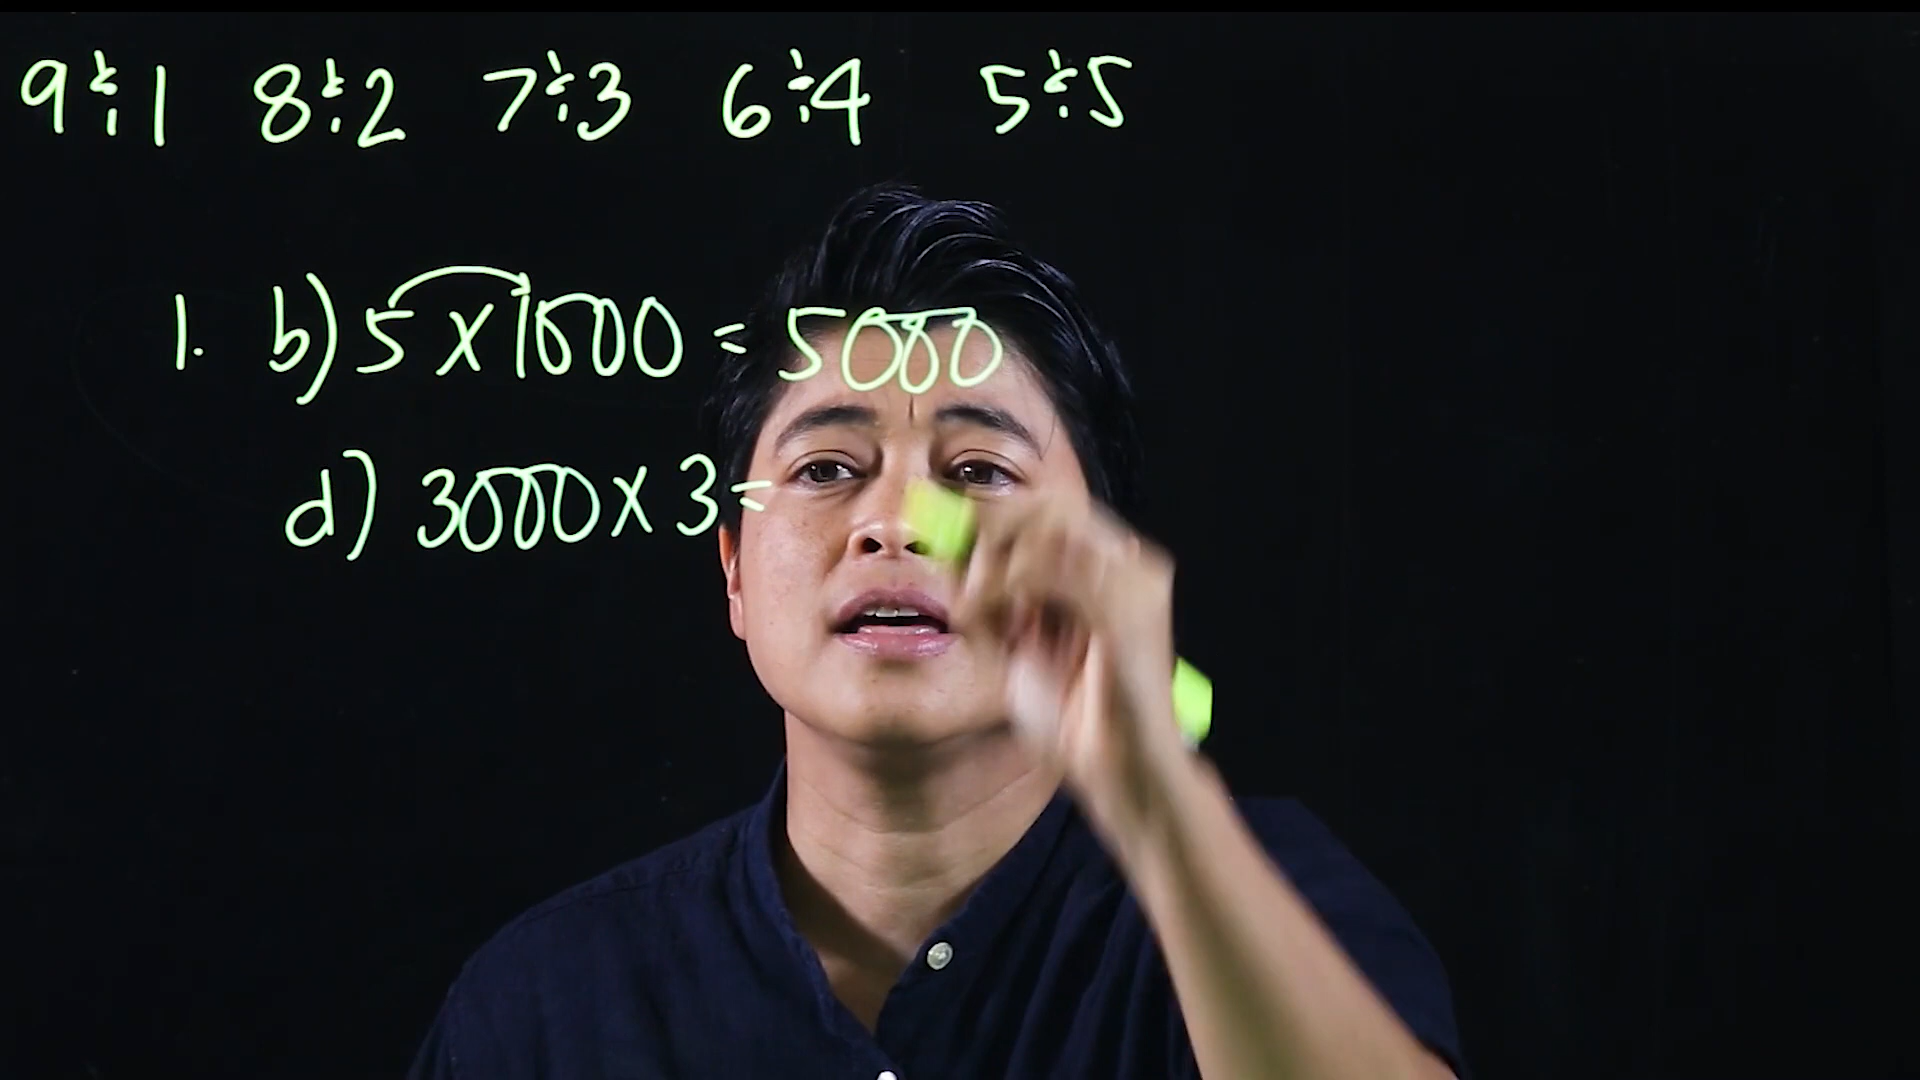 9 & 1 8 & 2 7 & 3 6 & 4 5 & 5
1. b) 5 x 1000 = 5000
d) 3000 x 3 =